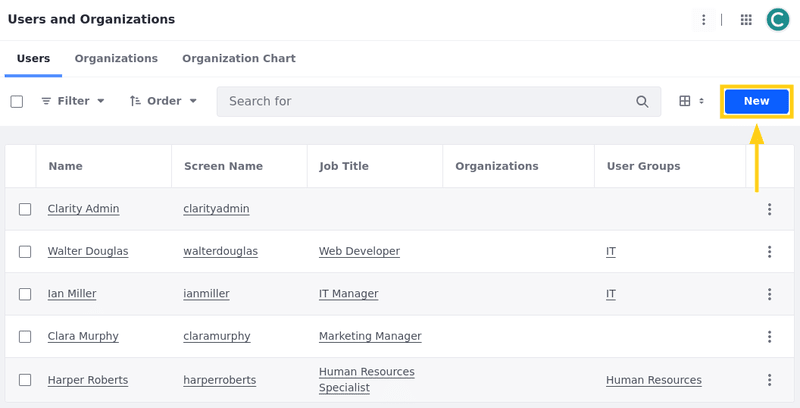 Users and Organizations
C
Users Organizations Organization Chart
Filter Order Search for New
Name Screen Name Job Title Organizations User Groups
Clarity Admin clarityadmin
Walter Douglas walterdouglas Web Developer IT
Ian Miller ianmiller IT Manager IT
Clara Murphy claramurphy Marketing Manager
Harper Roberts harperroberts Human Resources Specialist Human Resources